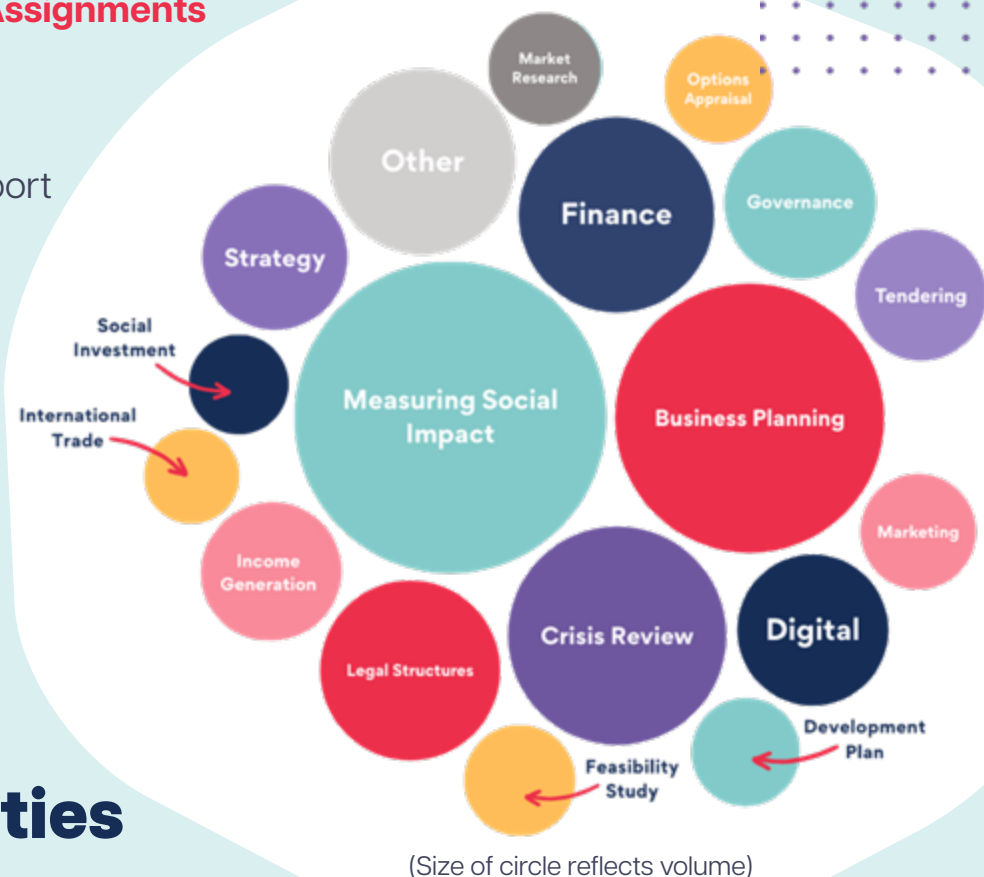 Assignments
port
Market
Research
Options
Appraisal
Other
Finance
Governance
Strategy
Tendering
Social
Investment
Measuring Social
Impact
Business Planning
International
Trade
Marketing
Income
Generation
Crisis Review
Digital
Legal Structures
Development
Plan
Feasibility
Study
ties
(Size of circle reflects volume)